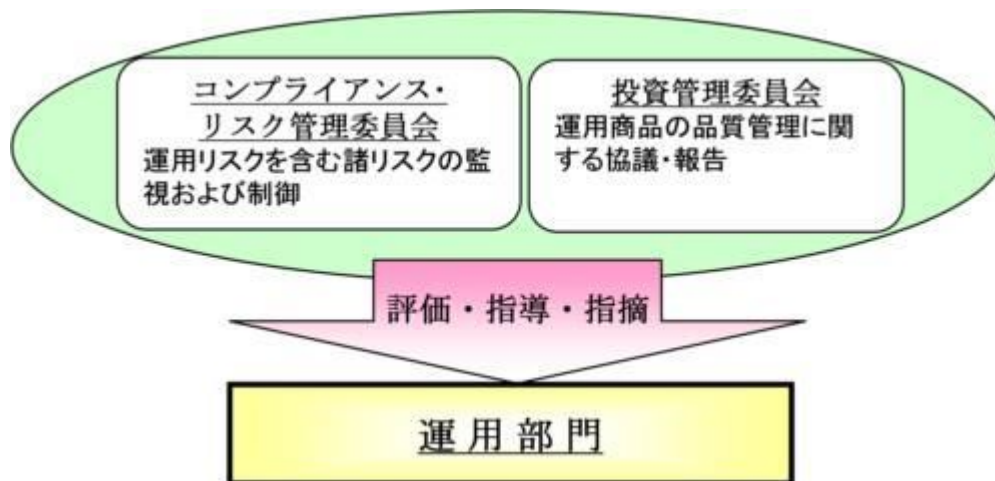 コンプライアンス・
リスク管理委員会
運用リスクを含む諸リスクの監
視および制御
投資管理委員会
運用商品の品質管理に関
する協議・報告
評価・指導・指摘
運用部門